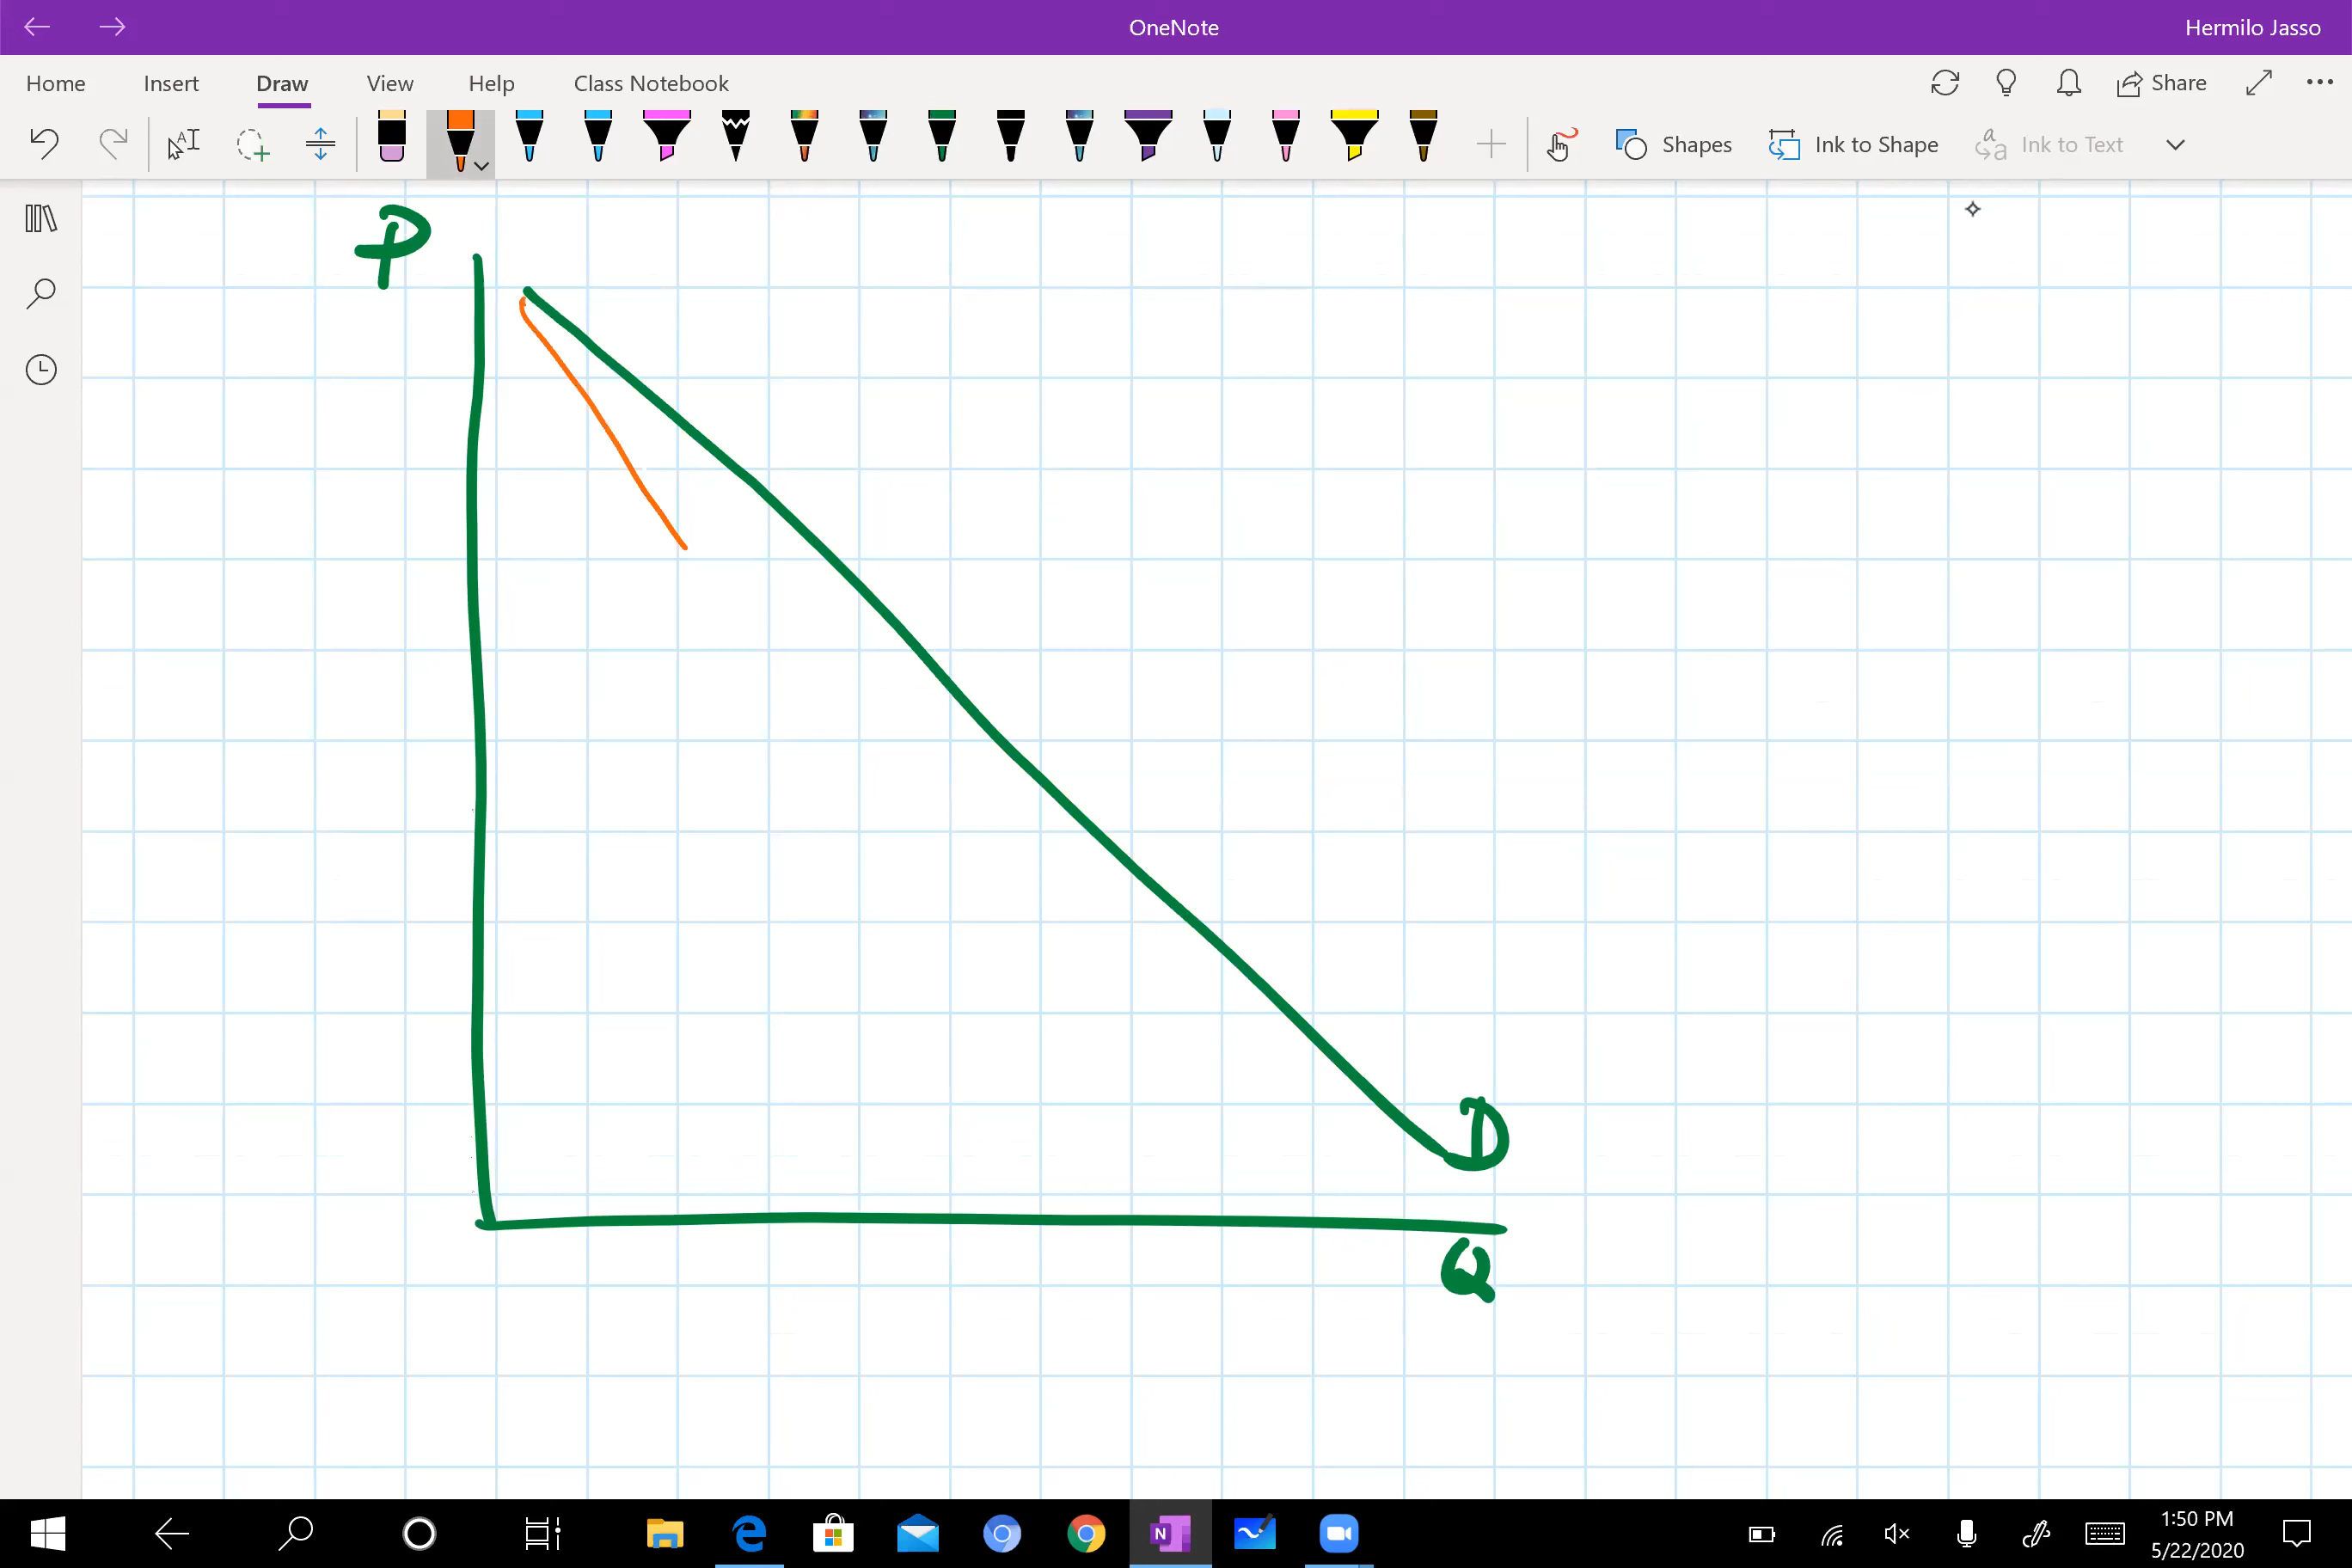 OneNote
Hermilo Jasso
Home Insert Draw View Help Class Notebook Share
Shapes Ink to Shape Ink to Text
P
D
Q
1:50 PM
5/22/2020